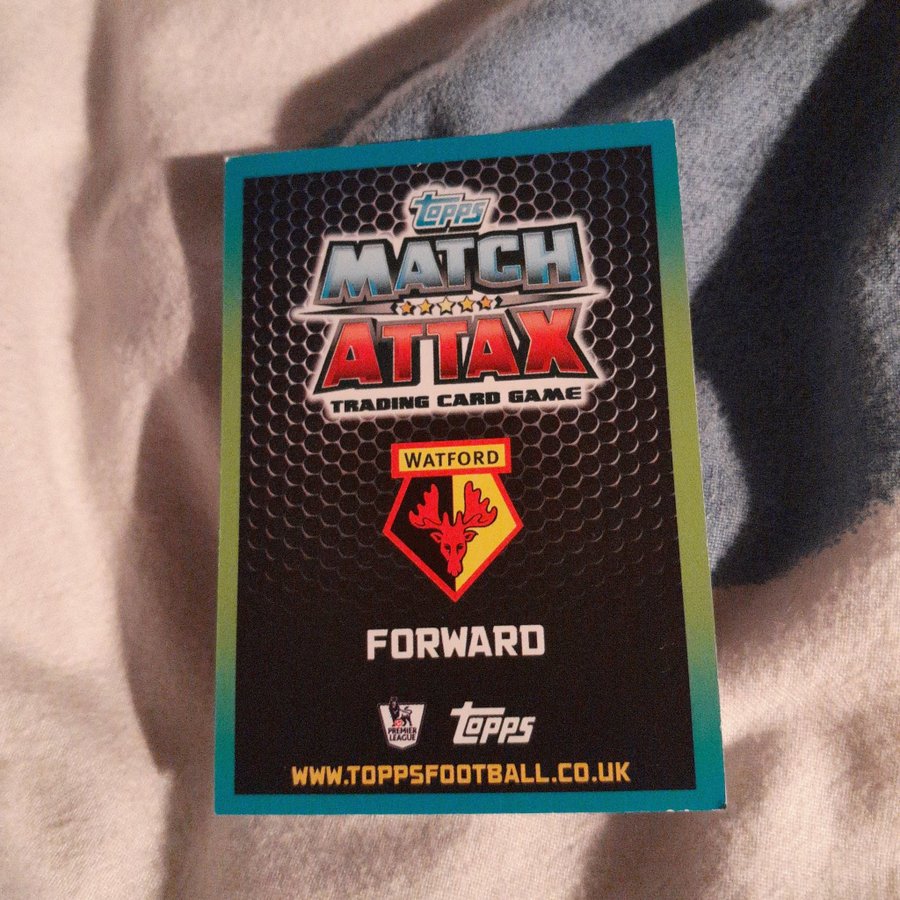 TOPPS
MATCH
ATTAX
TRADING CARD GAME
WATFORD
FORWARD
PREMIER
LEAGUE
TOPPS
WWW.TOPPSFOOTBALL.CO.UK